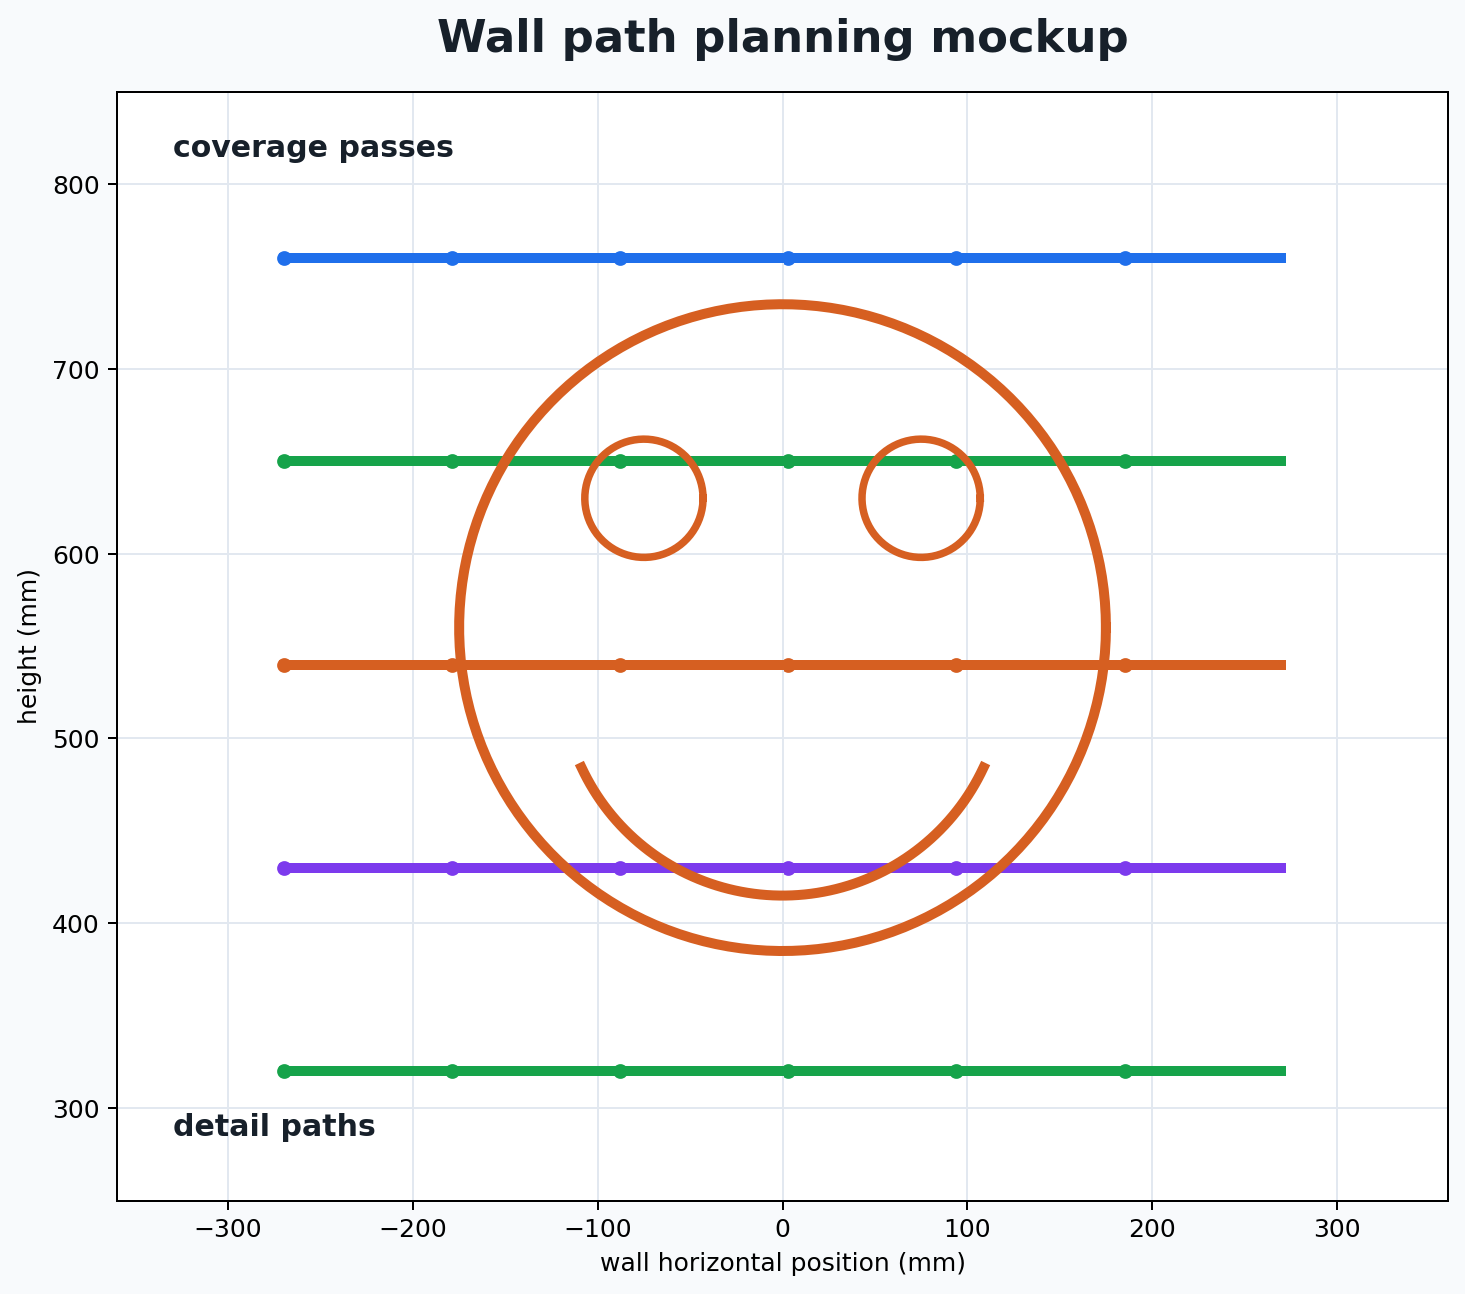 Wall path planning mockup
coverage passes
800
700
600
500
400
300
height (mm)
detail paths
−300
−200
−100
0
100
200
300
wall horizontal position (mm)